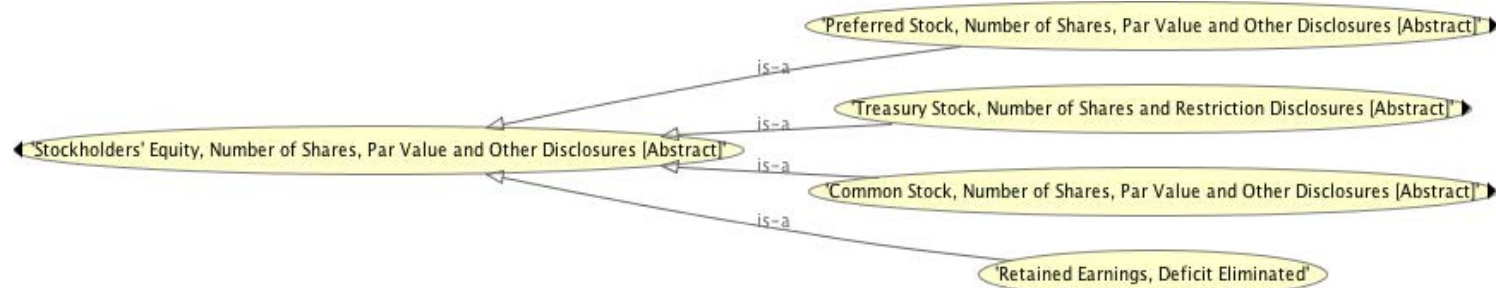 'Preferred Stock, Number of Shares, Par Value and Other Disclosures [Abstract]'
is-a
'Treasury Stock, Number of Shares and Restriction Disclosures [Abstract]'
is-a
'Stockholders' Equity, Number of Shares, Par Value and Other Disclosures [Abstract]'
is-a
'Common Stock, Number of Shares, Par Value and Other Disclosures [Abstract]'
is-a
'Retained Earnings, Deficit Eliminated'